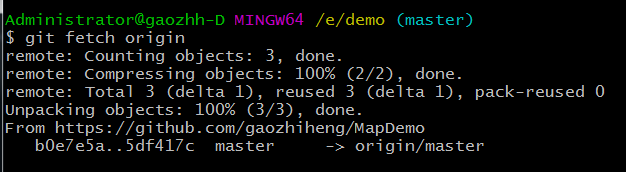 Administrator@gaozhh-D MINGW64 /e/demo (master)
$ git fetch origin
remote: Counting objects: 3, done.
remote: Compressing objects: 100% (2/2), done.
remote: Total 3 (delta 1), reused 3 (delta 1), pack-reused 0
Unpacking objects: 100% (3/3), done.
From https://github.com/gaozhiheng/MapDemo
   b0e7e5a..5df417c  master     -> origin/master